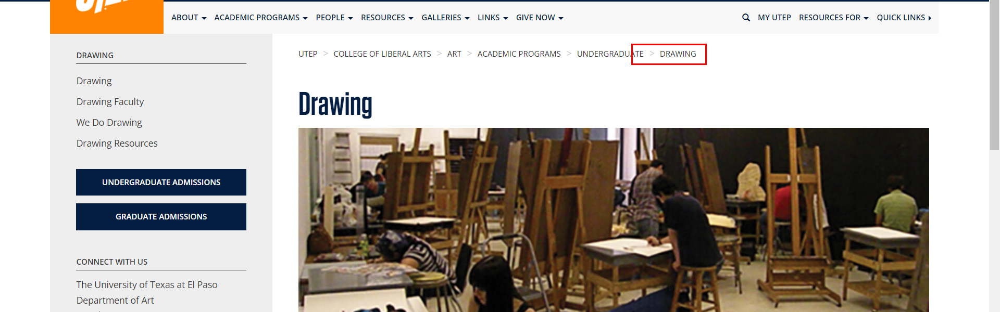 ABOUT ACADEMIC PROGRAMS PEOPLE RESOURCES GALLERIES LINKS GIVE NOW MY UTEP RESOURCES FOR QUICK LINKS
DRAWING
Drawing
Drawing Faculty
We Do Drawing
Drawing Resources
UNDERGRADUATE ADMISSIONS
GRADUATE ADMISSIONS
CONNECT WITH US
The University of Texas at El Paso
Department of Art
UTEP > COLLEGE OF LIBERAL ARTS > ART > ACADEMIC PROGRAMS > UNDERGRADUATE > DRAWING
Drawing